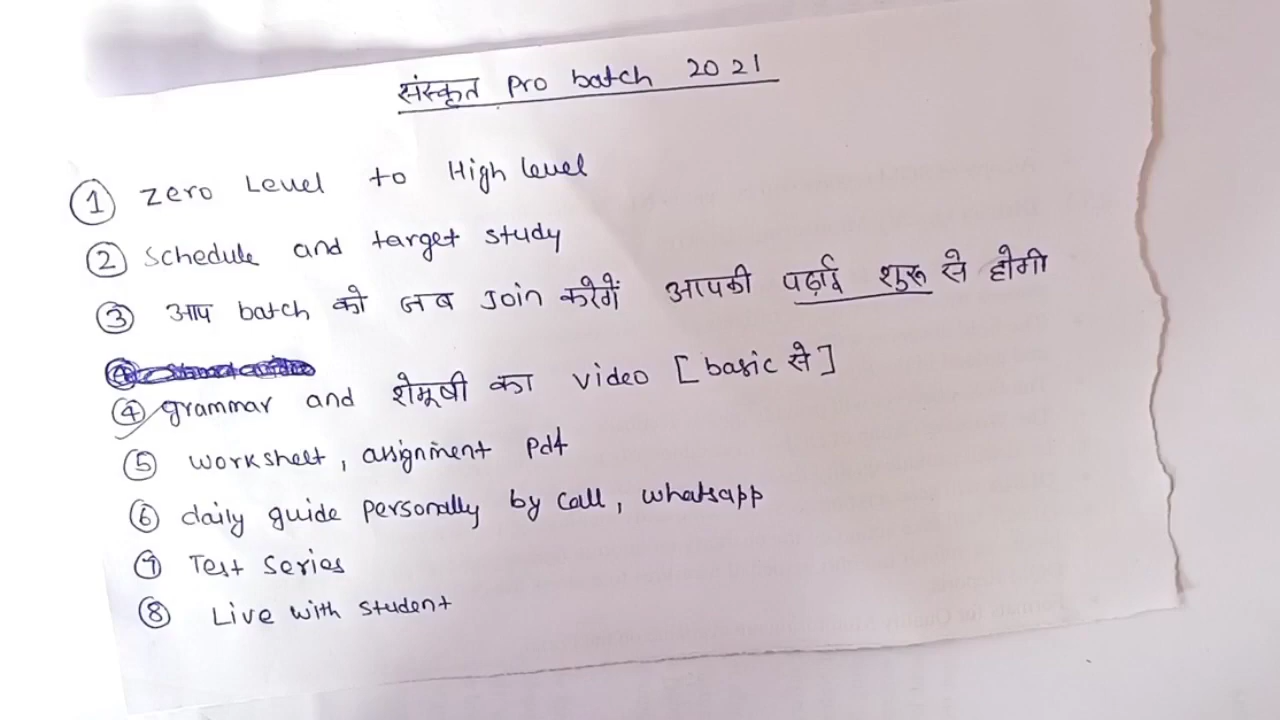 संस्कृत Pro batch 2021
① Zero Level to High level
② Schedule and target study
③ आप batch को जब Join करेगें आपकी पढ़ाई शुरू से होगी
④ grammar and शेमूषी का video [basic से]
⑤ worksheet, assignment pdf
⑥ daily guide personally by call, whatsapp
⑦ Test Series
⑧ Live with student